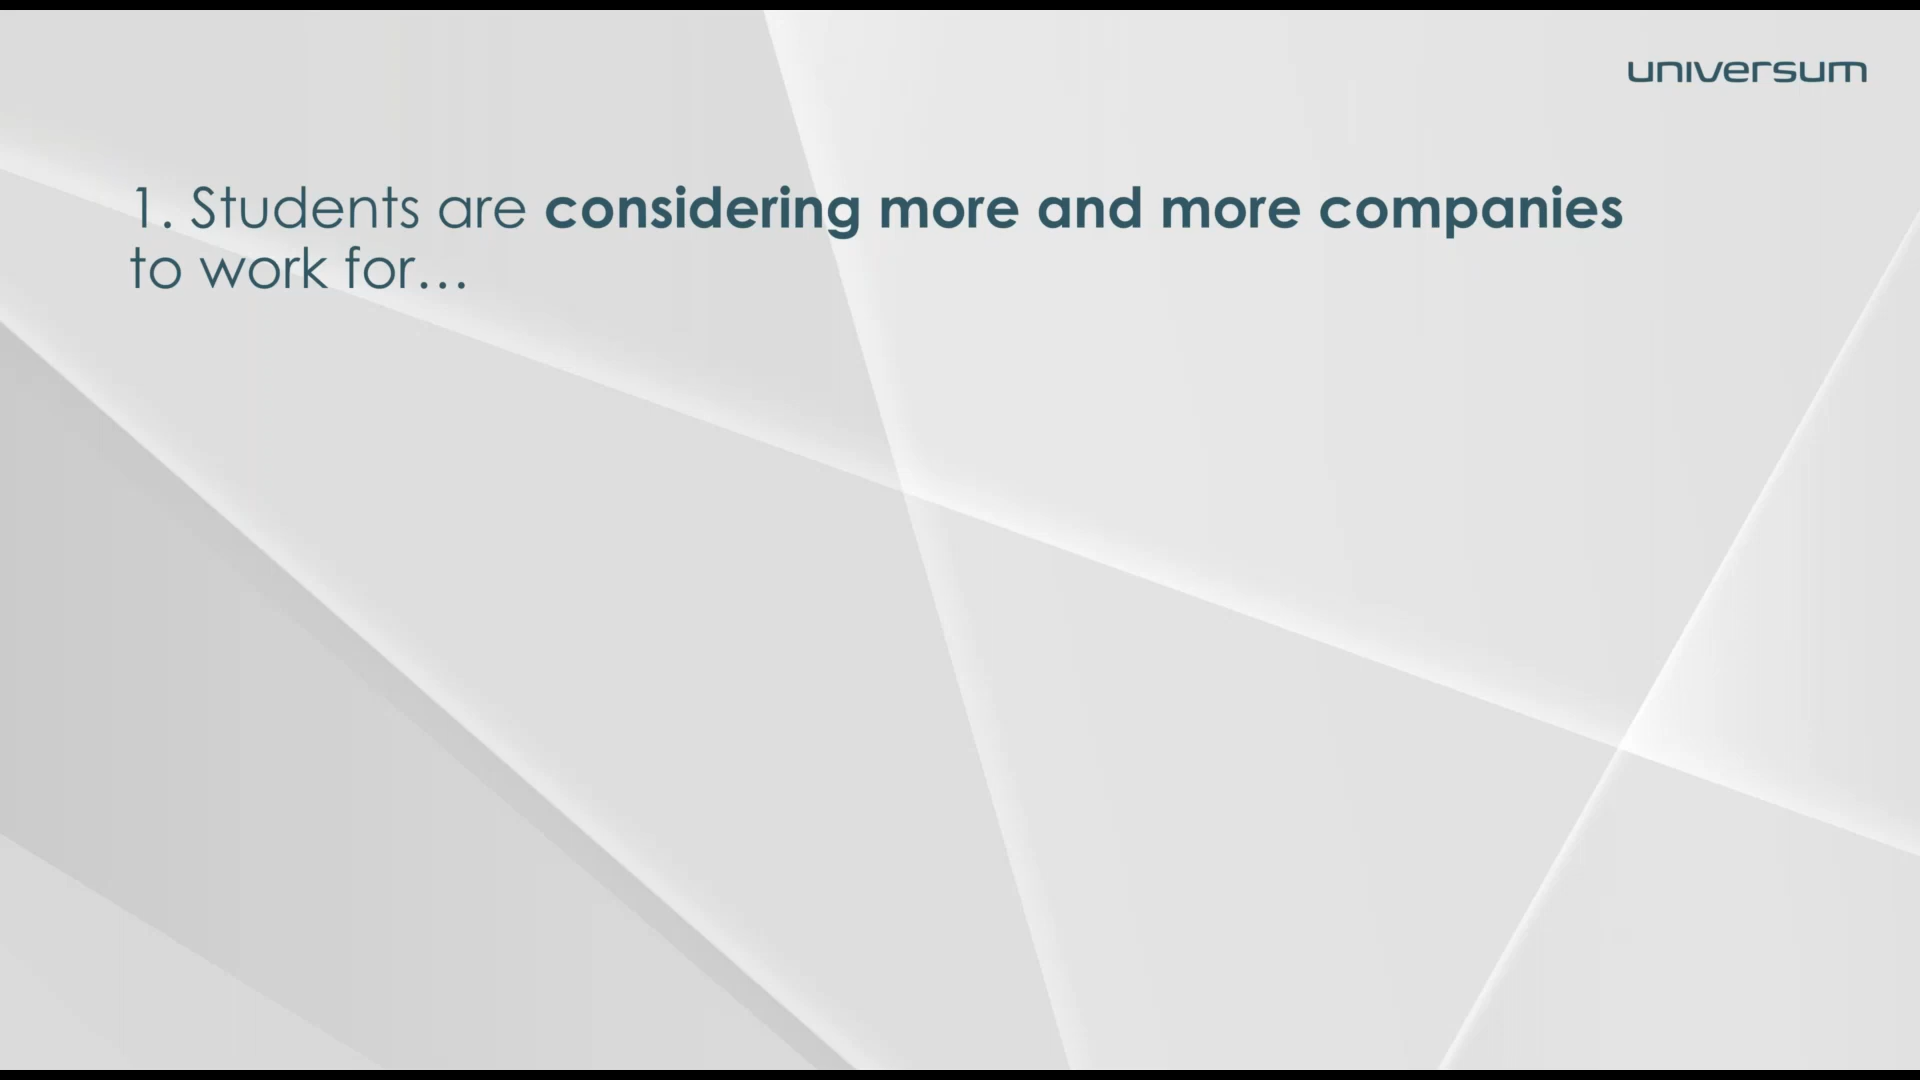 universum
1. Students are considering more and more companies
to work for...